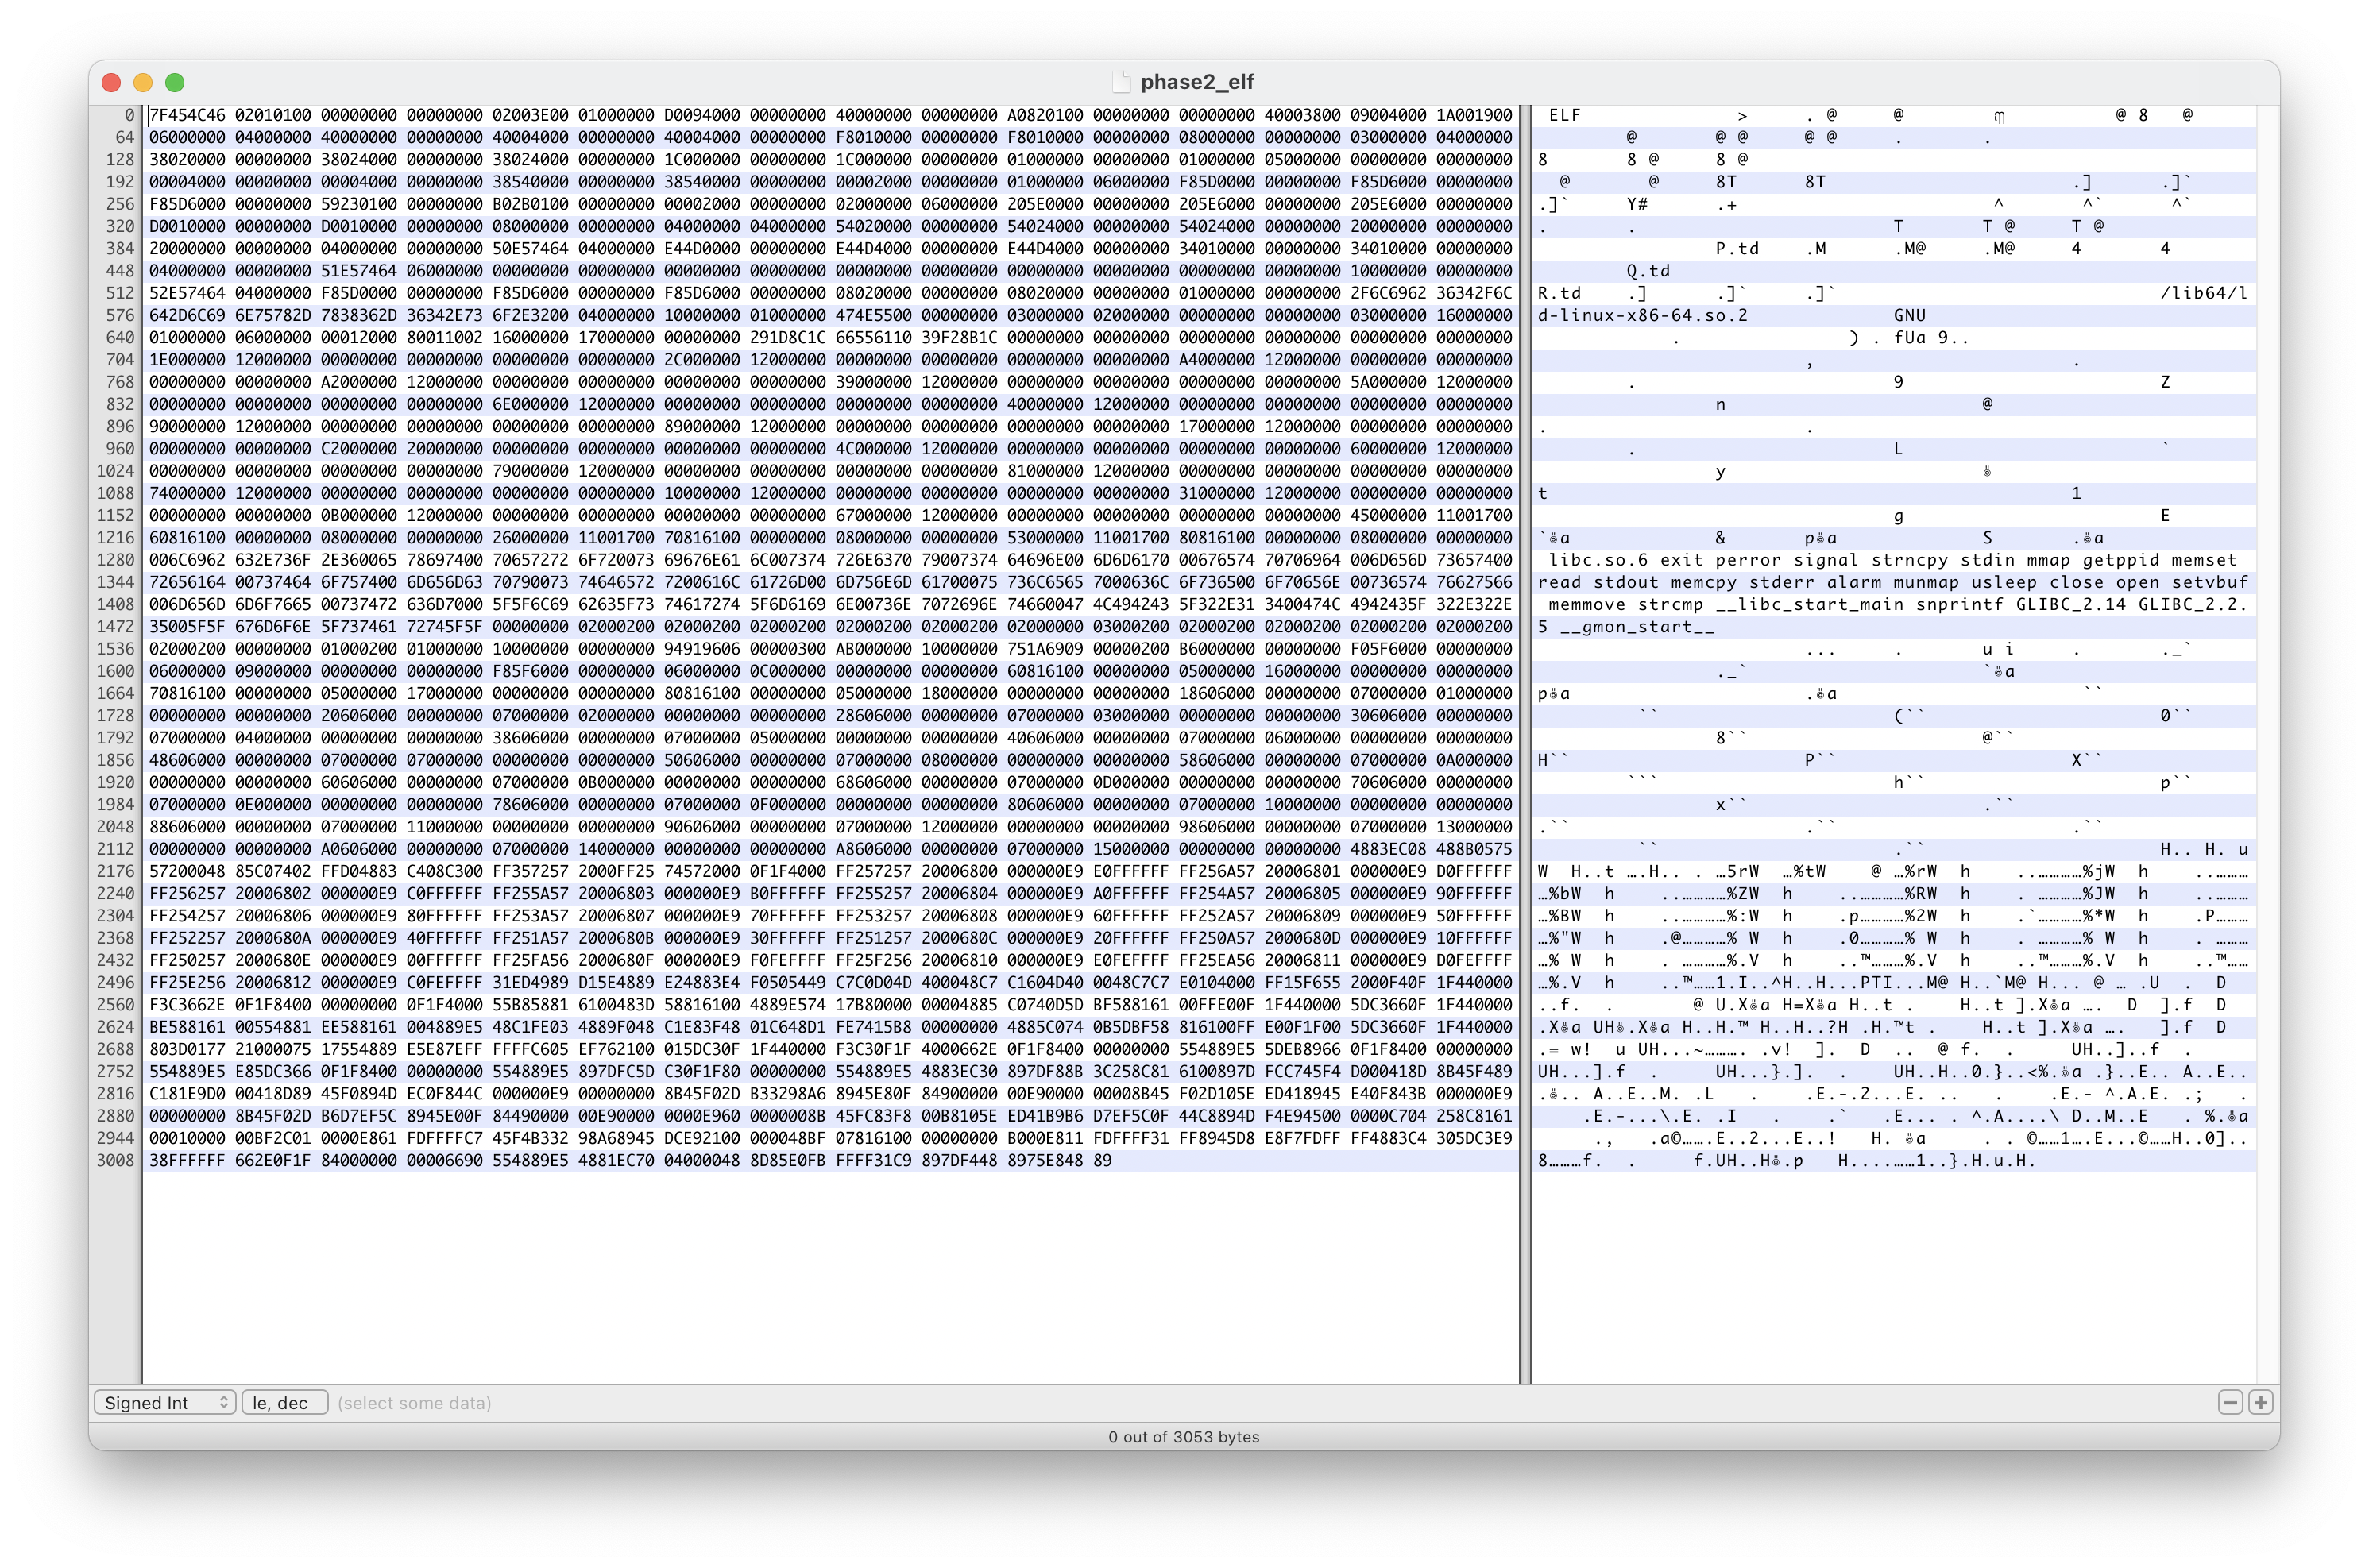 phase2_elf
0 7F454C46 02010100 00000000 00000000 02003E00 01000000 D0094000 00000000 40000000 00000000 A0820100 00000000 00000000 40003800 09004000 1A001900 ELF > . @ @ @ 8 @
64 06000000 04000000 40000000 00000000 40004000 00000000 40004000 00000000 F8010000 00000000 F8010000 00000000 08000000 00000000 03000000 04000000 @ @ @ @ @ . .
128 38020000 00000000 38024000 00000000 38024000 00000000 1C000000 00000000 1C000000 00000000 01000000 00000000 01000000 05000000 00000000 00000000 8 8 @ 8 @
192 00004000 00000000 00004000 00000000 38540000 00000000 38540000 00000000 00002000 00000000 01000000 06000000 F85D0000 00000000 F85D6000 00000000 @ @ 8T 8T .] .]`
256 F85D6000 00000000 59230100 00000000 B02B0100 00000000 00002000 00000000 02000000 06000000 205E0000 00000000 205E6000 00000000 205E6000 00000000 .]` Y# .+ ^ ^` ^`
320 D0010000 00000000 D0010000 00000000 08000000 00000000 04000000 04000000 54020000 00000000 54024000 00000000 54024000 00000000 20000000 00000000 . . T T @ T @
384 20000000 00000000 04000000 00000000 50E57464 04000000 E44D0000 00000000 E44D4000 00000000 E44D4000 00000000 34010000 00000000 34010000 00000000 P.td .M .M@ .M@ 4 4
448 04000000 00000000 51E57464 06000000 00000000 00000000 00000000 00000000 00000000 00000000 00000000 00000000 00000000 00000000 10000000 00000000 Q.td
512 52E57464 04000000 F85D0000 00000000 F85D6000 00000000 F85D6000 00000000 08020000 00000000 08020000 00000000 01000000 00000000 2F6C6962 36342F6C R.td .] .]` .]` /lib64/l
576 642D6C69 6E75782D 7838362D 36342E73 6F2E3200 04000000 10000000 01000000 474E5500 00000000 03000000 02000000 00000000 00000000 03000000 16000000 d-linux-x86-64.so.2 GNU
640 01000000 06000000 00012000 80011002 16000000 17000000 00000000 291D8C1C 66556110 39F28B1C 00000000 00000000 00000000 00000000 00000000 00000000 . ) . fUa 9..
704 1E000000 12000000 00000000 00000000 00000000 00000000 2C000000 12000000 00000000 00000000 00000000 00000000 A4000000 12000000 00000000 00000000 , .
768 00000000 00000000 A2000000 12000000 00000000 00000000 00000000 00000000 39000000 12000000 00000000 00000000 00000000 00000000 5A000000 12000000 . 9 Z
832 00000000 00000000 00000000 00000000 6E000000 12000000 00000000 00000000 00000000 00000000 40000000 12000000 00000000 00000000 00000000 00000000 n @
896 90000000 12000000 00000000 00000000 00000000 00000000 89000000 12000000 00000000 00000000 00000000 00000000 17000000 12000000 00000000 00000000 . .
960 00000000 00000000 C2000000 20000000 00000000 00000000 00000000 00000000 4C000000 12000000 00000000 00000000 00000000 00000000 60000000 12000000 . L `
1024 00000000 00000000 00000000 00000000 79000000 12000000 00000000 00000000 00000000 00000000 81000000 12000000 00000000 00000000 00000000 00000000 y
1088 74000000 12000000 00000000 00000000 00000000 00000000 10000000 12000000 00000000 00000000 00000000 00000000 31000000 12000000 00000000 00000000 t 1
1152 00000000 00000000 0B000000 12000000 00000000 00000000 00000000 00000000 67000000 12000000 00000000 00000000 00000000 00000000 45000000 11001700 g E
1216 60816100 00000000 08000000 00000000 26000000 11001700 70816100 00000000 08000000 00000000 53000000 11001700 80816100 00000000 08000000 00000000 & S
1280 006C6962 632E736F 2E360065 78697400 70657272 6F720073 69676E61 6C007374 726E6370 79007374 64696E00 6D6D6170 00676574 70706964 006D656D 73657400 libc.so.6 exit perror signal strncpy stdin mmap getppid memset
1344 72656164 00737464 6F757400 6D656D63 70790073 74646572 7200616C 61726D00 6D756E6D 61700075 736C6565 7000636C 6F736500 6F70656E 00736574 76627566 read stdout memcpy stderr alarm munmap usleep close open setvbuf
1408 006D656D 6D6F7665 00737472 636D7000 5F5F6C69 62635F73 74617274 5F6D6169 6E00736E 7072696E 74660047 4C494243 5F322E31 3400474C 4942435F 322E322E memmove strcmp __libc_start_main snprintf GLIBC_2.14 GLIBC_2.2.
1472 35005F5F 676D6F6E 5F737461 72745F5F 00000000 02000200 02000200 02000200 02000200 02000200 02000000 03000200 02000200 02000200 02000200 02000200 5 __gmon_start__
1536 02000200 00000000 01000200 01000000 10000000 00000000 94919606 00000300 AB000000 10000000 751A6909 00000200 B6000000 00000000 F05F6000 00000000 ... . u i . ._`
1600 06000000 09000000 00000000 00000000 F85F6000 00000000 06000000 0C000000 00000000 00000000 60816100 00000000 05000000 16000000 00000000 00000000 ._`
1664 70816100 00000000 05000000 17000000 00000000 00000000 80816100 00000000 05000000 18000000 00000000 00000000 18606000 00000000 07000000 01000000 ``
1728 00000000 00000000 20606000 00000000 07000000 02000000 00000000 00000000 28606000 00000000 07000000 03000000 00000000 00000000 30606000 00000000 `` (`` 0``
1792 07000000 04000000 00000000 00000000 38606000 00000000 07000000 05000000 00000000 00000000 40606000 00000000 07000000 06000000 00000000 00000000 8`` @``
1856 48606000 00000000 07000000 07000000 00000000 00000000 50606000 00000000 07000000 08000000 00000000 00000000 58606000 00000000 07000000 0A000000 H`` P`` X``
1920 00000000 00000000 60606000 00000000 07000000 0B000000 00000000 00000000 68606000 00000000 07000000 0D000000 00000000 00000000 70606000 00000000 ``` h`` p``
1984 07000000 0E000000 00000000 00000000 78606000 00000000 07000000 0F000000 00000000 00000000 80606000 00000000 07000000 10000000 00000000 00000000 x`` .``
2048 88606000 00000000 07000000 11000000 00000000 00000000 90606000 00000000 07000000 12000000 00000000 00000000 98606000 00000000 07000000 13000000 .`` .`` .``
2112 00000000 00000000 A0606000 00000000 07000000 14000000 00000000 00000000 A8606000 00000000 07000000 15000000 00000000 00000000 4883EC08 488B0575 `` .`` H.. H. u
2176 57200048 85C07402 FFD04883 C408C300 FF357257 2000FF25 74572000 0F1F4000 FF257257 20006800 000000E9 E0FFFFFF FF256A57 20006801 000000E9 D0FFFFFF W H..t ….H.. . …5rW …%tW @ …%rW h ..………%jW h ..……
2240 FF256257 20006802 000000E9 C0FFFFFF FF255A57 20006803 000000E9 B0FFFFFF FF255257 20006804 000000E9 A0FFFFFF FF254A57 20006805 000000E9 90FFFFFF …%bW h ..………%ZW h ..………%RW h . ………%JW h ..……
2304 FF254257 20006806 000000E9 80FFFFFF FF253A57 20006807 000000E9 70FFFFFF FF253257 20006808 000000E9 60FFFFFF FF252A57 20006809 000000E9 50FFFFFF …%BW h ..………%:W h .p………%2W h .`………%*W h .P……
2368 FF252257 2000680A 000000E9 40FFFFFF FF251A57 2000680B 000000E9 30FFFFFF FF251257 2000680C 000000E9 20FFFFFF FF250A57 2000680D 000000E9 10FFFFFF …%"W h .@………% W h .0………% W h . ………% W h . ……
2432 FF250257 2000680E 000000E9 00FFFFFF FF25FA56 2000680F 000000E9 F0FEFFFF FF25F256 20006810 000000E9 E0FEFFFF FF25EA56 20006811 000000E9 D0FEFFFF …% W h . ………%.V h ..™……%.V h ..™……%.V h ..™……
2496 FF25E256 20006812 000000E9 C0FEFFFF 31ED4989 D15E4889 E24883E4 F0505449 C7C0D04D 400048C7 C1604D40 0048C7C7 E0104000 FF15F655 2000F40F 1F440000 …%.V h ..™……1.I..^H..H...PTI...M@ H..`M@ H... @ … .U . D
2560 F3C3662E 0F1F8400 00000000 0F1F4000 55B85881 6100483D 58816100 4889E574 17B80000 00004885 C0740D5D BF588161 00FFE00F 1F440000 5DC3660F 1F440000
2624 BE588161 00554881 EE588161 004889E5 48C1FE03 4889F048 C1E83F48 01C648D1 FE7415B8 00000000 4885C074 0B5DBF58 816100FF E00F1F00 5DC3660F 1F440000
2688 803D0177 21000075 17554889 E5E87EFF FFFFC605 EF762100 015DC30F 1F440000 F3C30F1F 4000662E 0F1F8400 00000000 554889E5 5DEB8966 0F1F8400 00000000 .= w! u UH...~……. .v! ]. D .. @ f. . UH..]..f .
2752 554889E5 E85DC366 0F1F8400 00000000 554889E5 897DFC5D C30F1F80 00000000 554889E5 4883EC30 897DF88B 3C258C81 6100897D FCC745F4 D000418D 8B45F489
2816 C181E9D0 00418D89 45F0894D EC0F844C 000000E9 00000000 8B45F02D B33298A6 8945E80F 84900000 00E90000 00008B45 F02D105E ED418945 E40F843B 000000E9
2880 00000000 8B45F02D B6D7EF5C 8945E00F 84490000 00E90000 00E960 0000008B 45FC83F8 00B8105E ED41B9B6 D7EF5C0F 44C8894D F4E94500 0000C704 258C8161
2944 00010000 00BF2C01 0000E861 FDFFFFC7 45F4B332 98A68945 DCE92100 000048BF 07816100 00000000 B000E811 FDFFFF31 FF8945D8 E8F7FDFF FF4883C4 305DC3E9
3008 38FFFFFF 662E0F1F 84000000 00006690 554889E5 4881EC70 04000048 8D85E0FB FFFF31C9 897DF448 8975E848 89
Signed Int le, dec (select some data)
0 out of 3053 bytes